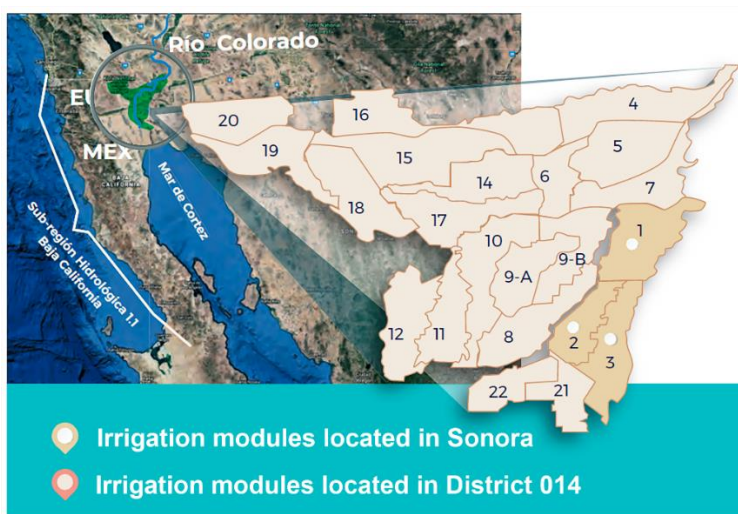 Río Colorado
EU
MEX
Mar de Cortez
Sub-región Hidrológica 1.1
Baja California
20
16
4
19
15
5
14
6
7
18
17
10
1
9-B
9-A
12
11
8
2
3
22
21
Irrigation modules located in Sonora
Irrigation modules located in District 014